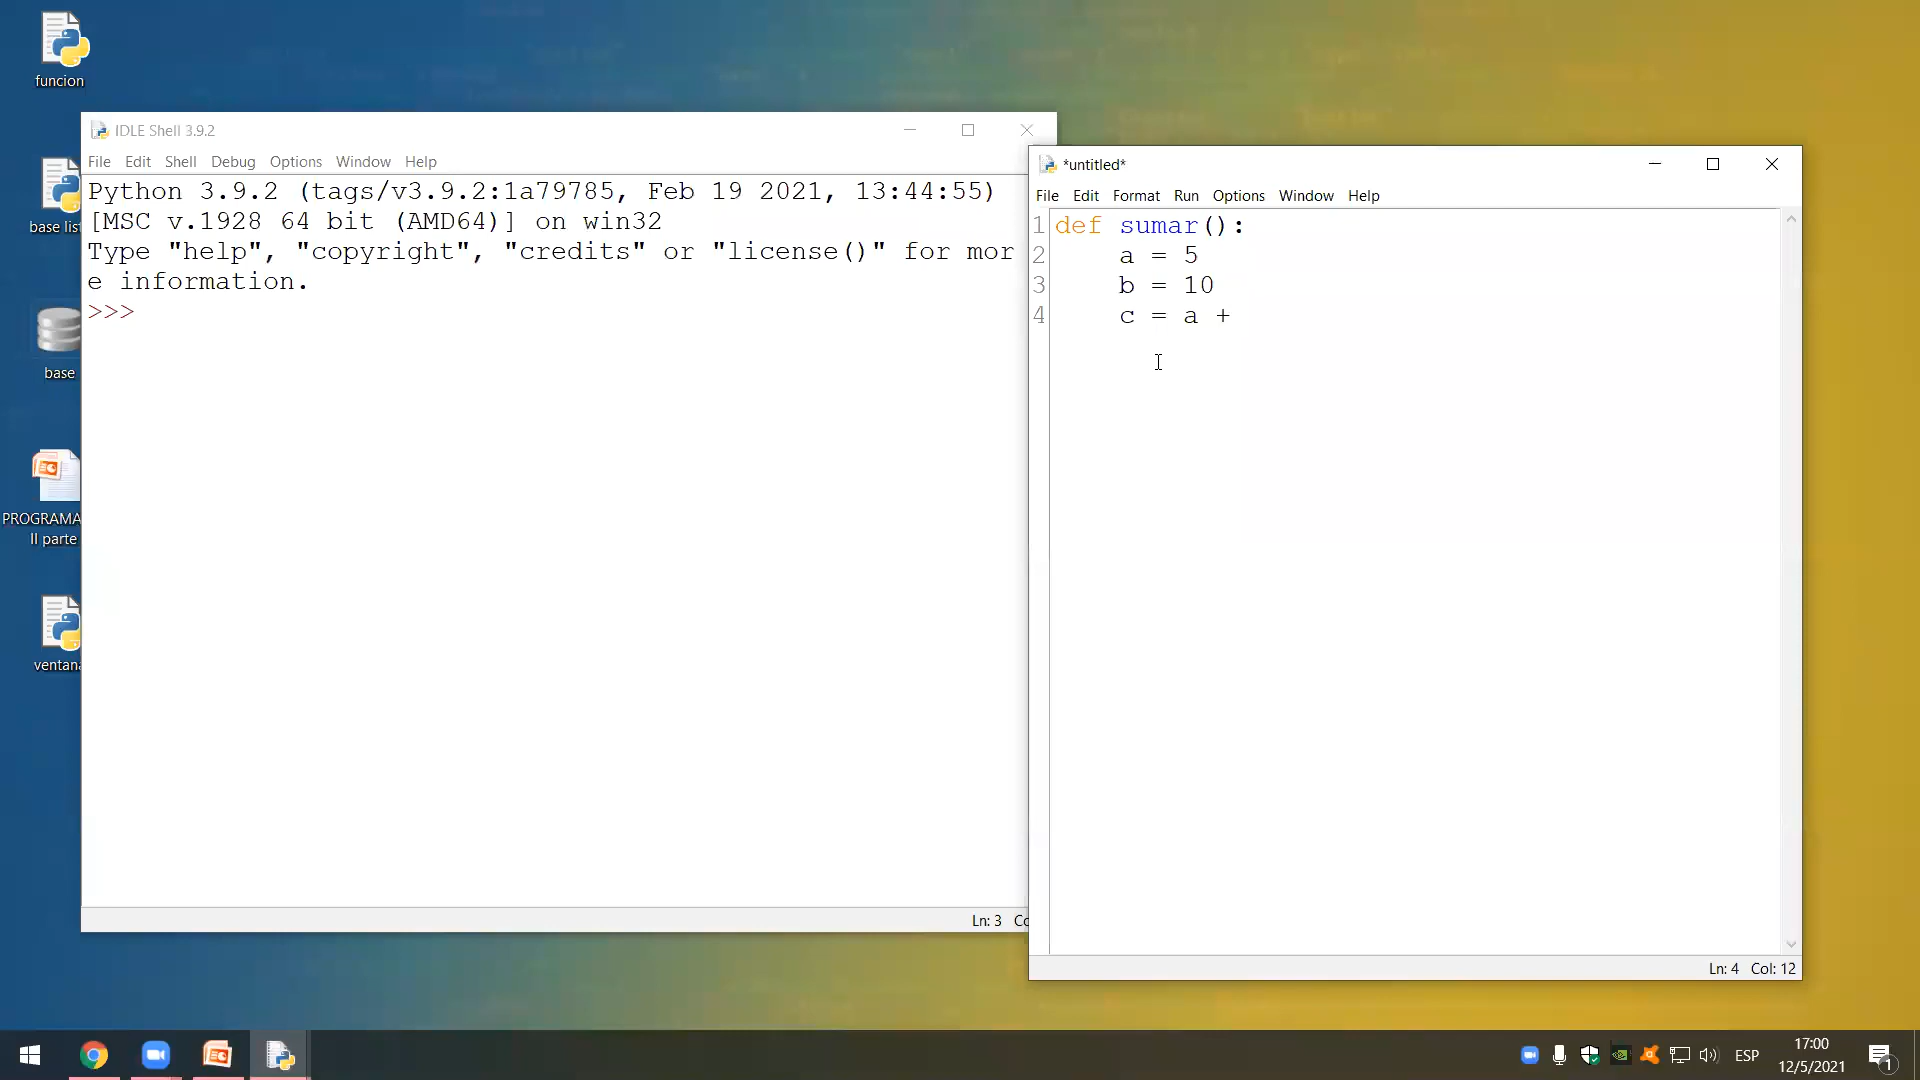 funcion
base list
base
PROGRAMA
II parte
ventana
IDLE Shell 3.9.2
File Edit Shell Debug Options Window Help
Python 3.9.2 (tags/v3.9.2:1a79785, Feb 19 2021, 13:44:55)
[MSC v.1928 64 bit (AMD64)] on win32
Type "help", "copyright", "credits" or "license()" for mor
e information.
>>>
Ln: 3 Co
*untitled*
File Edit Format Run Options Window Help
1 def sumar():
2 a = 5
3 b = 10
4 c = a +
Ln: 4 Col: 12
ESP
17:00
12/5/2021
1